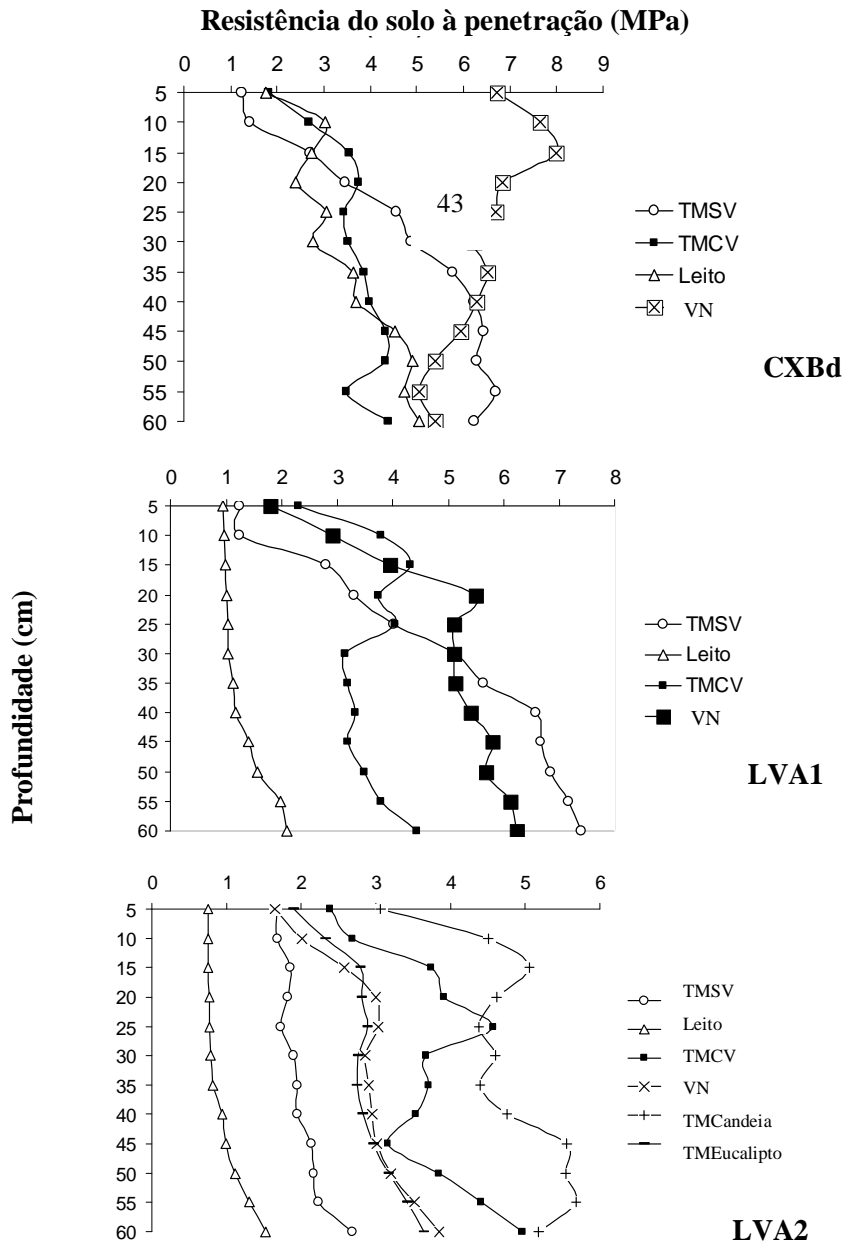 Resistência do solo à penetração (MPa)
0 1 2 3 4 5 6 7 8 9
5
10
15
20
25
30
35
40
45
50
55
60
43
TMSV
TMCV
Leito
VN
CXBd
0 1 2 3 4 5 6 7 8
5
10
15
20
25
30
35
40
45
50
55
60
TMSV
Leito
TMCV
VN
LVA1
Profundidade (cm)
0 1 2 3 4 5 6
5
10
15
20
25
30
35
40
45
50
55
60
TMSV
Leito
TMCV
VN
TMCandeia
TMEucalipto
LVA2